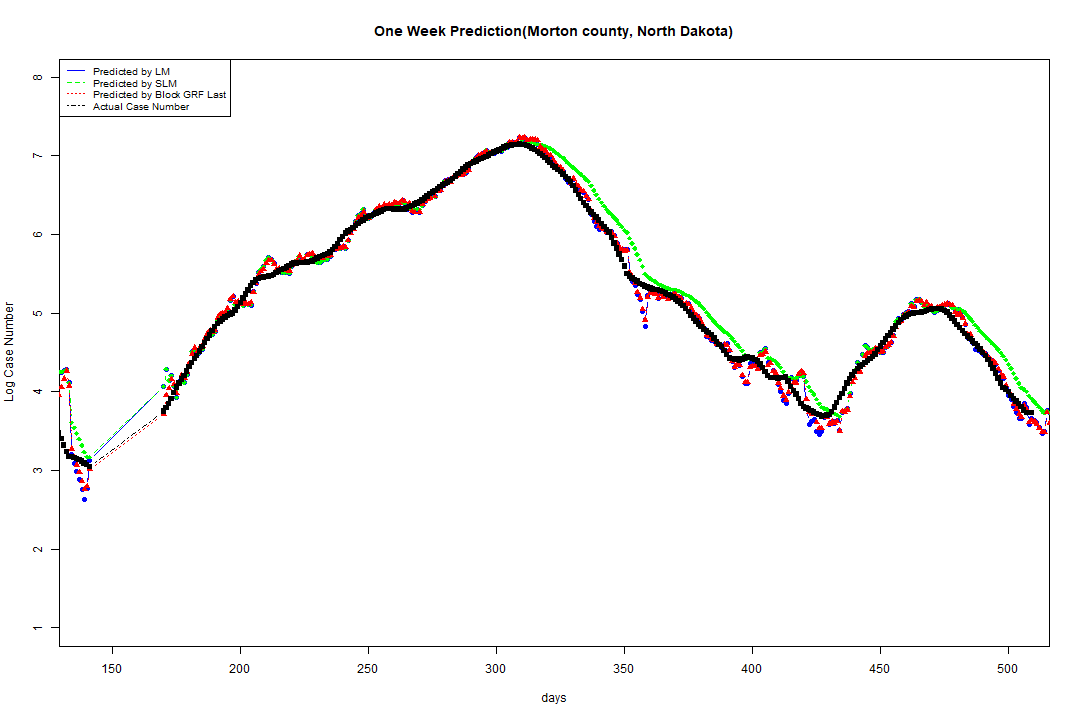 One Week Prediction(Morton county, North Dakota)
Predicted by LM
Predicted by SLM
Predicted by Block GRF Last
Actual Case Number
8
7
6
5
4
3
2
1
Log Case Number
150 200 250 300 350 400 450 500
days